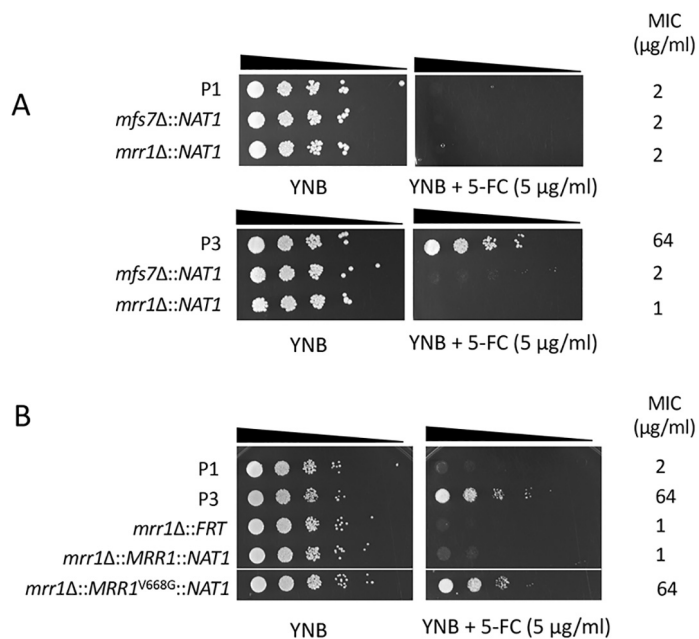 MIC
(µg/ml)
A
P1 2
mfs7Δ::NAT1 2
mrr1Δ::NAT1 2
YNB YNB + 5-FC (5 µg/ml)
P3 64
mfs7Δ::NAT1 2
mrr1Δ::NAT1 1
YNB YNB + 5-FC (5 µg/ml)
B
MIC
(µg/ml)
P1 2
P3 64
mrr1Δ::FRT 1
mrr1Δ::MRR1::NAT1 1
mrr1Δ::MRR1V668G::NAT1 64
YNB YNB + 5-FC (5 µg/ml)